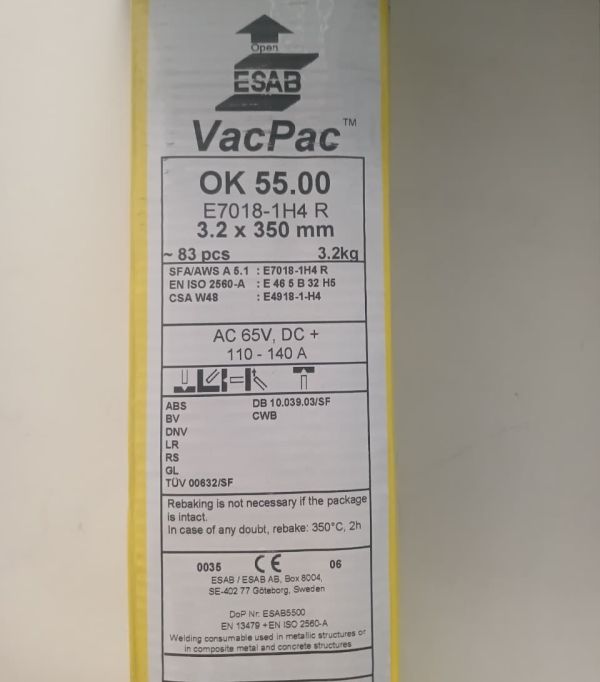 Open
ESAB
VacPac™
OK 55.00
E7018-1H4 R
3.2 x 350 mm
~ 83 pcs 3.2kg
SFA/AWS A 5.1 : E7018-1H4 R
EN ISO 2560-A : E 46 5 B 32 H5
CSA W48 : E4918-1-H4
AC 65V, DC +
110 - 140 A
ABS DB 10.039.03/SF
BV CWB
DNV
LR
RS
GL
TÜV 00632/SF
Rebaking is not necessary if the package
is intact.
In case of any doubt, rebake: 350°C, 2h
0035 CE 06
ESAB / ESAB AB, Box 8004,
SE-402 77 Göteborg, Sweden
DoP Nr. ESAB5500
EN 13479 + EN ISO 2560-A
Welding consumable used in metallic structures or
in composite metal and concrete structures